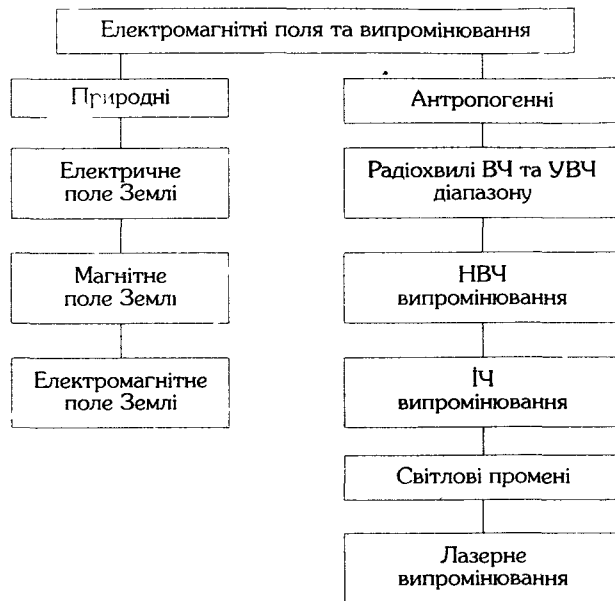 Електромагнітні поля та випромінювання
Природні
Антропогенні
Електричне
поле Землі
Радіохвилі ВЧ та УВЧ
діапазону
Магнітне
поле Землі
НВЧ
випромінювання
Електромагнітне
поле Землі
ІЧ
випромінювання
Світлові промені
Лазерне
випромінювання